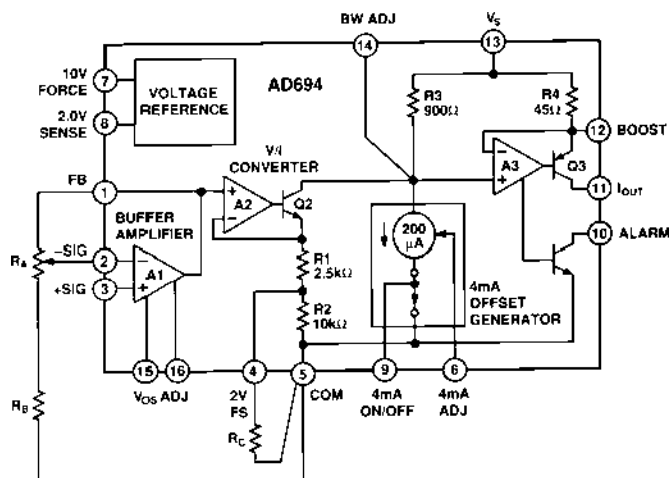 BW ADJ
VS
14
13
10V
FORCE
7
VOLTAGE
REFERENCE
AD694
R3
900Ω
R4
45Ω
2.0V
SENSE
8
12
BOOST
V/I
CONVERTER
A3
Q3
FB
1
A2
Q2
11
IOUT
BUFFER
AMPLIFIER
200
µA
10
ALARM
RA
–SIG
2
A1
R1
2.5kΩ
+SIG
3
4mA
OFFSET
GENERATOR
R2
10kΩ
15
16
4
5
9
6
VOS ADJ
2V
FS
COM
4mA
ON/OFF
4mA
ADJ
RB
RC